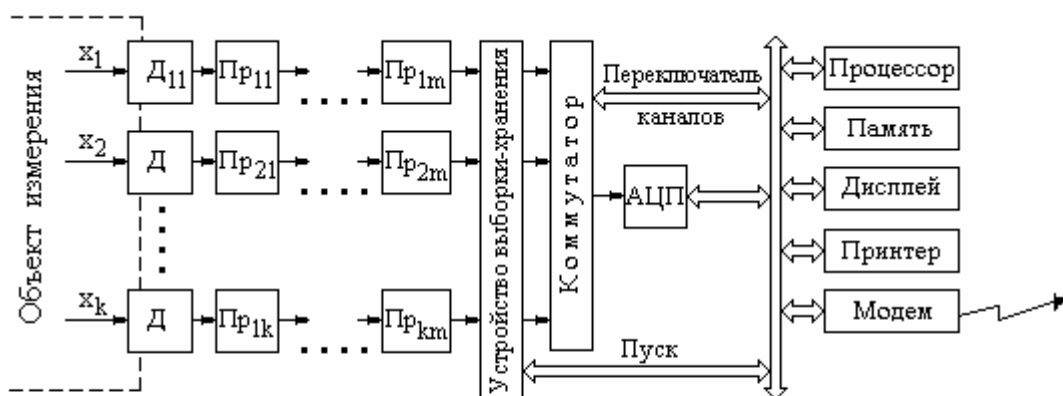 Объект измерения
x1
Д11
Пр11
Пр1m
x2
Д
Пр21
Пр2m
xk
Д
Пр1k
Прkm
Устройство выборки-хранения
Коммутатор
Переключатель
каналов
АЦП
Пуск
Процессор
Память
Дисплей
Принтер
Модем